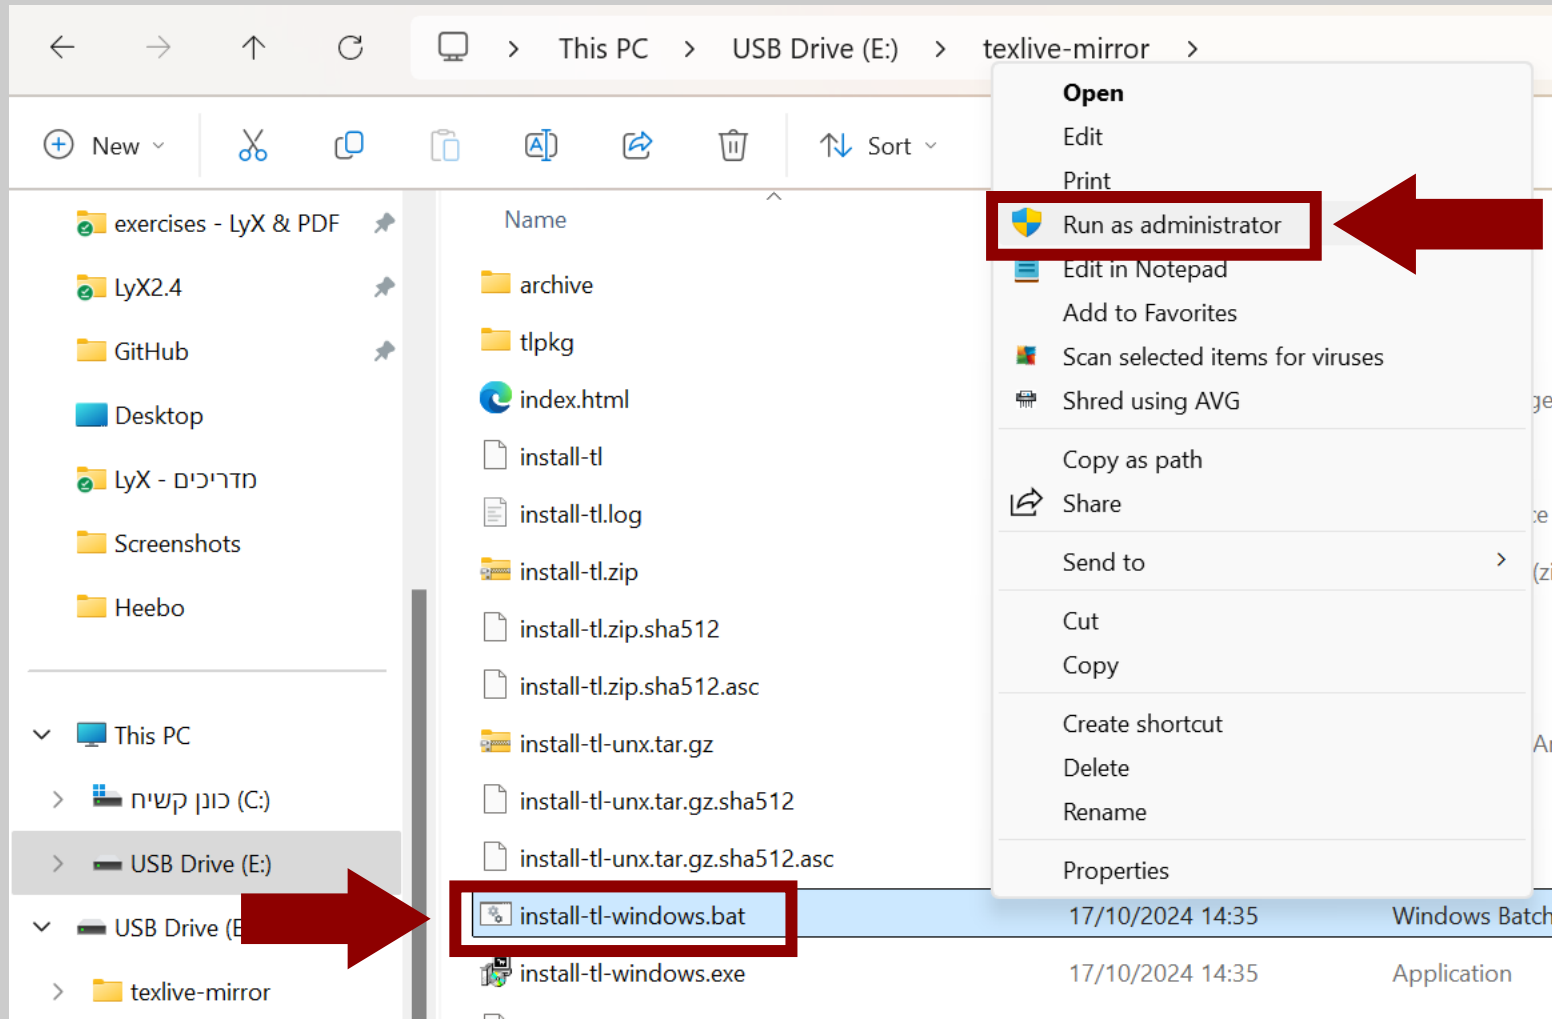 This PC > USB Drive (E:) > texlive-mirror >
New
Sort
exercises - LyX & PDF
LyX2.4
GitHub
Desktop
מדריכים - LyX
Screenshots
Heebo
This PC
כונן קשיח (C:)
USB Drive (E:)
USB Drive (E
texlive-mirror
Name
archive
tlpkg
index.html
install-tl
install-tl.log
install-tl.zip
install-tl.zip.sha512
install-tl.zip.sha512.asc
install-tl-unx.tar.gz
install-tl-unx.tar.gz.sha512
install-tl-unx.tar.gz.sha512.asc
install-tl-windows.bat 17/10/2024 14:35 Windows Batch
install-tl-windows.exe 17/10/2024 14:35 Application
Open
Edit
Print
Run as administrator
Edit in Notepad
Add to Favorites
Scan selected items for viruses
Shred using AVG
Copy as path
Share
Send to
Cut
Copy
Create shortcut
Delete
Rename
Properties